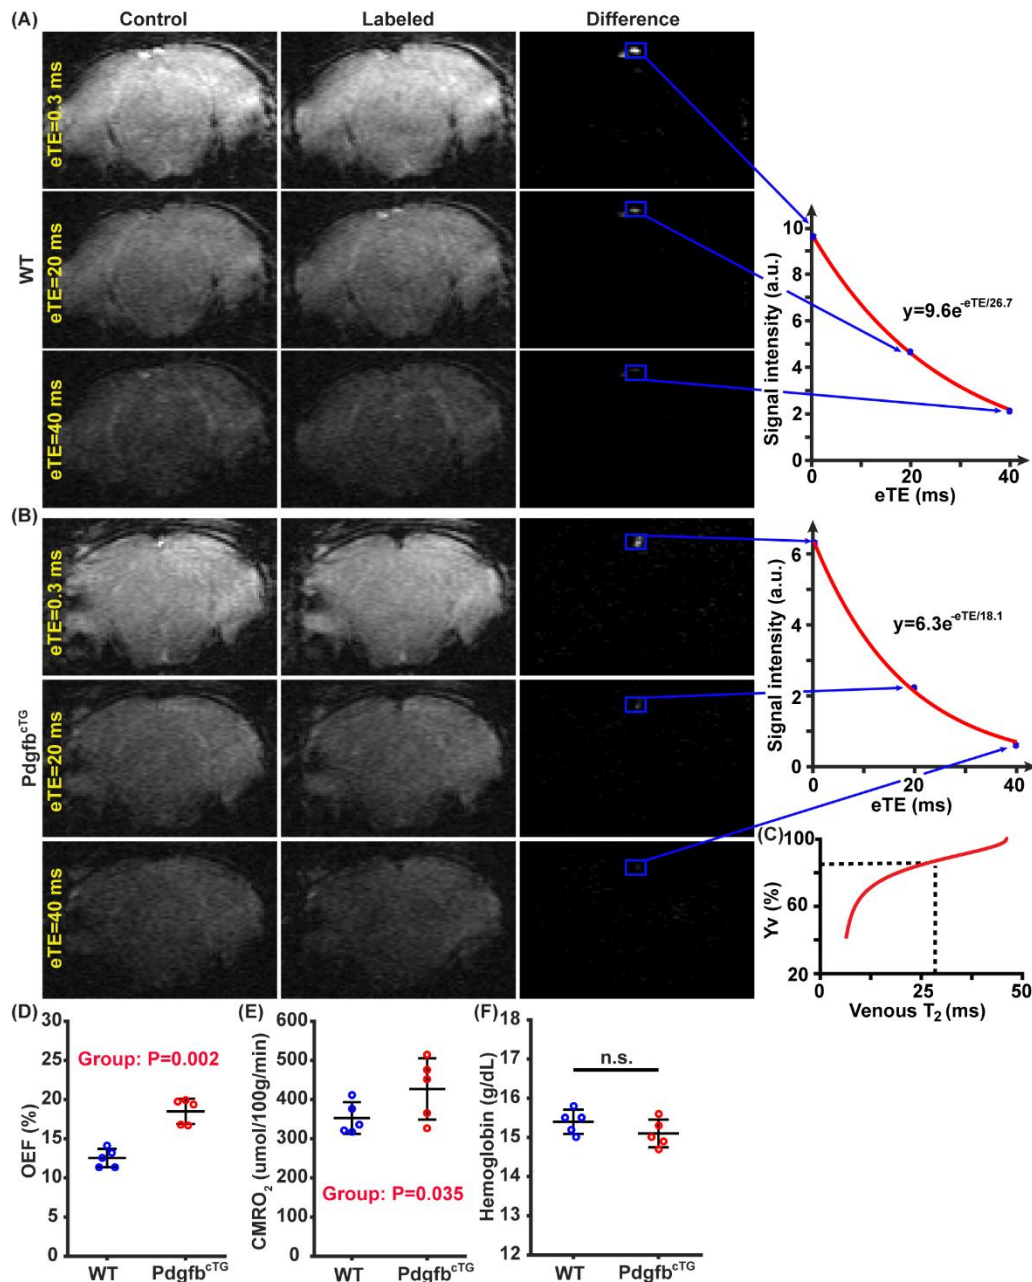 (A) Control Labeled Difference
WT
eTE=0.3 ms
eTE=20 ms
eTE=40 ms
10
8
6
4
2
0
Signal intensity (a.u.)
y=9.6e^-eTE/26.7
0 20 40
eTE (ms)
(B)
Pdgfb^cTG
eTE=0.3 ms
eTE=20 ms
eTE=40 ms
6
4
2
0
Signal intensity (a.u.)
y=6.3e^-eTE/18.1
0 20 40
eTE (ms)
(C)
100
60
20
Yv (%)
0 25 50
Venous T₂ (ms)
(D)
30
25
20
15
10
5
0
OEF (%)
Group: P=0.002
WT Pdgfb^cTG
(E)
600
500
400
300
200
100
0
CMRO₂ (umol/100g/min)
Group: P=0.035
WT Pdgfb^cTG
(F)
18
17
16
15
14
13
12
Hemoglobin (g/dL)
n.s.
WT Pdgfb^cTG